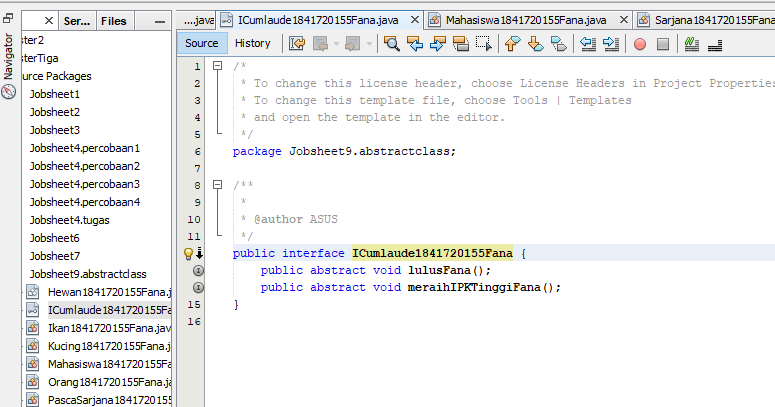 Ser...
Files
....java
ICumlaude1841720155Fana.java
Mahasiswa1841720155Fana.java
Sarjana1841720155Fana
Navigator
Source
History
ster2
sterTiga
urce Packages
Jobsheet1
Jobsheet2
Jobsheet3
Jobsheet4.percobaan1
Jobsheet4.percobaan2
Jobsheet4.percobaan3
Jobsheet4.percobaan4
Jobsheet4.tugas
Jobsheet6
Jobsheet7
Jobsheet9.abstractclass
Hewan1841720155Fana.ja
ICumlaude1841720155Fa
Ikan1841720155Fana.jav
Kucing1841720155Fana.j
Mahasiswa1841720155Fa
Orang1841720155Fana.ja
PascaSarjana1841720155
1 /*
2 * To change this license header, choose License Headers in Project Properties
3 * To change this template file, choose Tools | Templates
4 * and open the template in the editor.
5 */
6 package Jobsheet9.abstractclass;
7
8 /**
9 *
10 * @author ASUS
11 */
public interface ICumlaude1841720155Fana {
public abstract void lulusFana();
public abstract void meraihIPKTinggiFana();
15 }
16